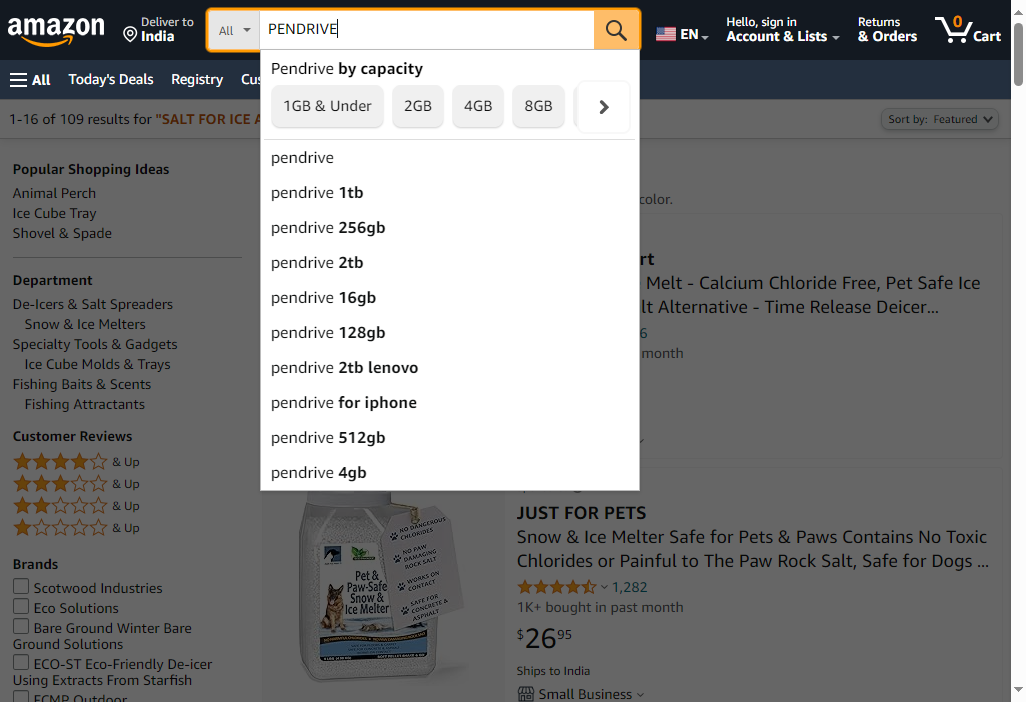 amazon
Deliver to
India
All
PENDRIVE
EN
Hello, sign in
Account & Lists
Returns
& Orders
0
Cart
All
Today's Deals
Registry
Cus
1-16 of 109 results for "SALT FOR ICE
Sort by: Featured
Pendrive by capacity
1GB & Under
2GB
4GB
8GB
pendrive
pendrive 1tb
pendrive 256gb
pendrive 2tb
pendrive 16gb
pendrive 128gb
pendrive 2tb lenovo
pendrive for iphone
pendrive 512gb
pendrive 4gb
Popular Shopping Ideas
Animal Perch
Ice Cube Tray
Shovel & Spade
Department
De-Icers & Salt Spreaders
Snow & Ice Melters
Specialty Tools & Gadgets
Ice Cube Molds & Trays
Fishing Baits & Scents
Fishing Attractants
Customer Reviews
& Up
& Up
& Up
& Up
Brands
Scotwood Industries
Eco Solutions
Bare Ground Winter Bare
Ground Solutions
ECO-ST Eco-Friendly De-icer
Using Extracts From Starfish
ECMP Outdoor
color.
rt
Melt - Calcium Chloride Free, Pet Safe Ice
lt Alternative - Time Release Deicer...
6
month
NO DANGEROUS
CHLORIDES
NO PAW
DAMAGING
ROCK SALT
WORKS ON
CONTACT
SAFE FOR
CONCRETE &
ASPHALT
Pet &
Paw-Safe
Snow &
Ice Melter
JUST FOR PETS
Snow & Ice Melter Safe for Pets & Paws Contains No Toxic
Chlorides or Painful to The Paw Rock Salt, Safe for Dogs ...
1,282
1K+ bought in past month
$26 95
Ships to India
Small Business